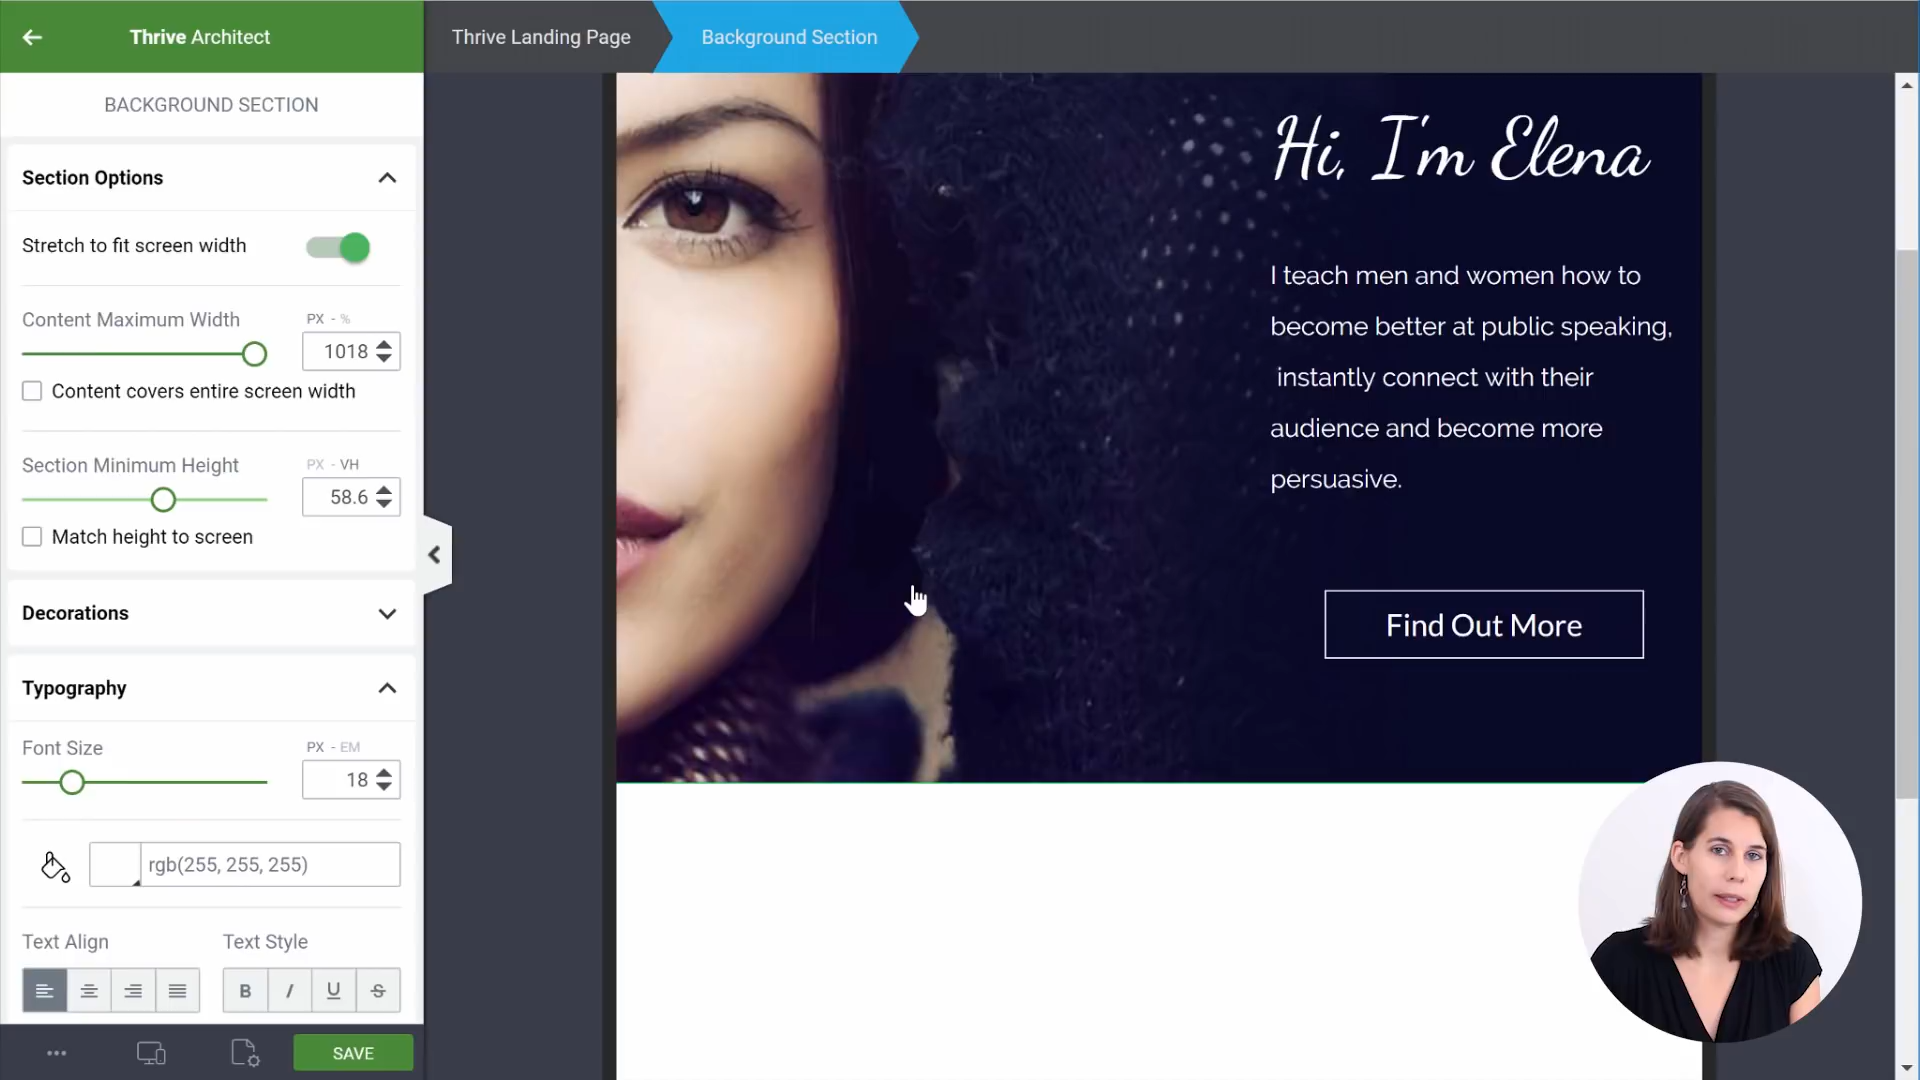 Thrive Architect
Thrive Landing Page
Background Section
BACKGROUND SECTION
Section Options
Stretch to fit screen width
Content Maximum Width
PX - %
1018
Content covers entire screen width
Section Minimum Height
PX - VH
58.6
Match height to screen
Decorations
Typography
Font Size
PX - EM
18
rgb(255, 255, 255)
Text Align
Text Style
B I U S
SAVE
Hi, I'm Elena
I teach men and women how to
become better at public speaking,
instantly connect with their
audience and become more
persuasive.
Find Out More